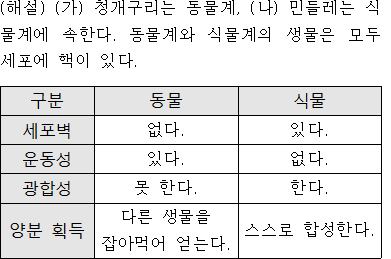 (해설) (가) 청개구리는 동물계, (나) 민들레는 식
물계에 속한다. 동물계와 식물계의 생물은 모두
세포에 핵이 있다.
구분 동물 식물
세포벽 없다. 있다.
운동성 있다. 없다.
광합성 못 한다. 한다.
양분 획득 다른 생물을 잡아먹어 얻는다. 스스로 합성한다.